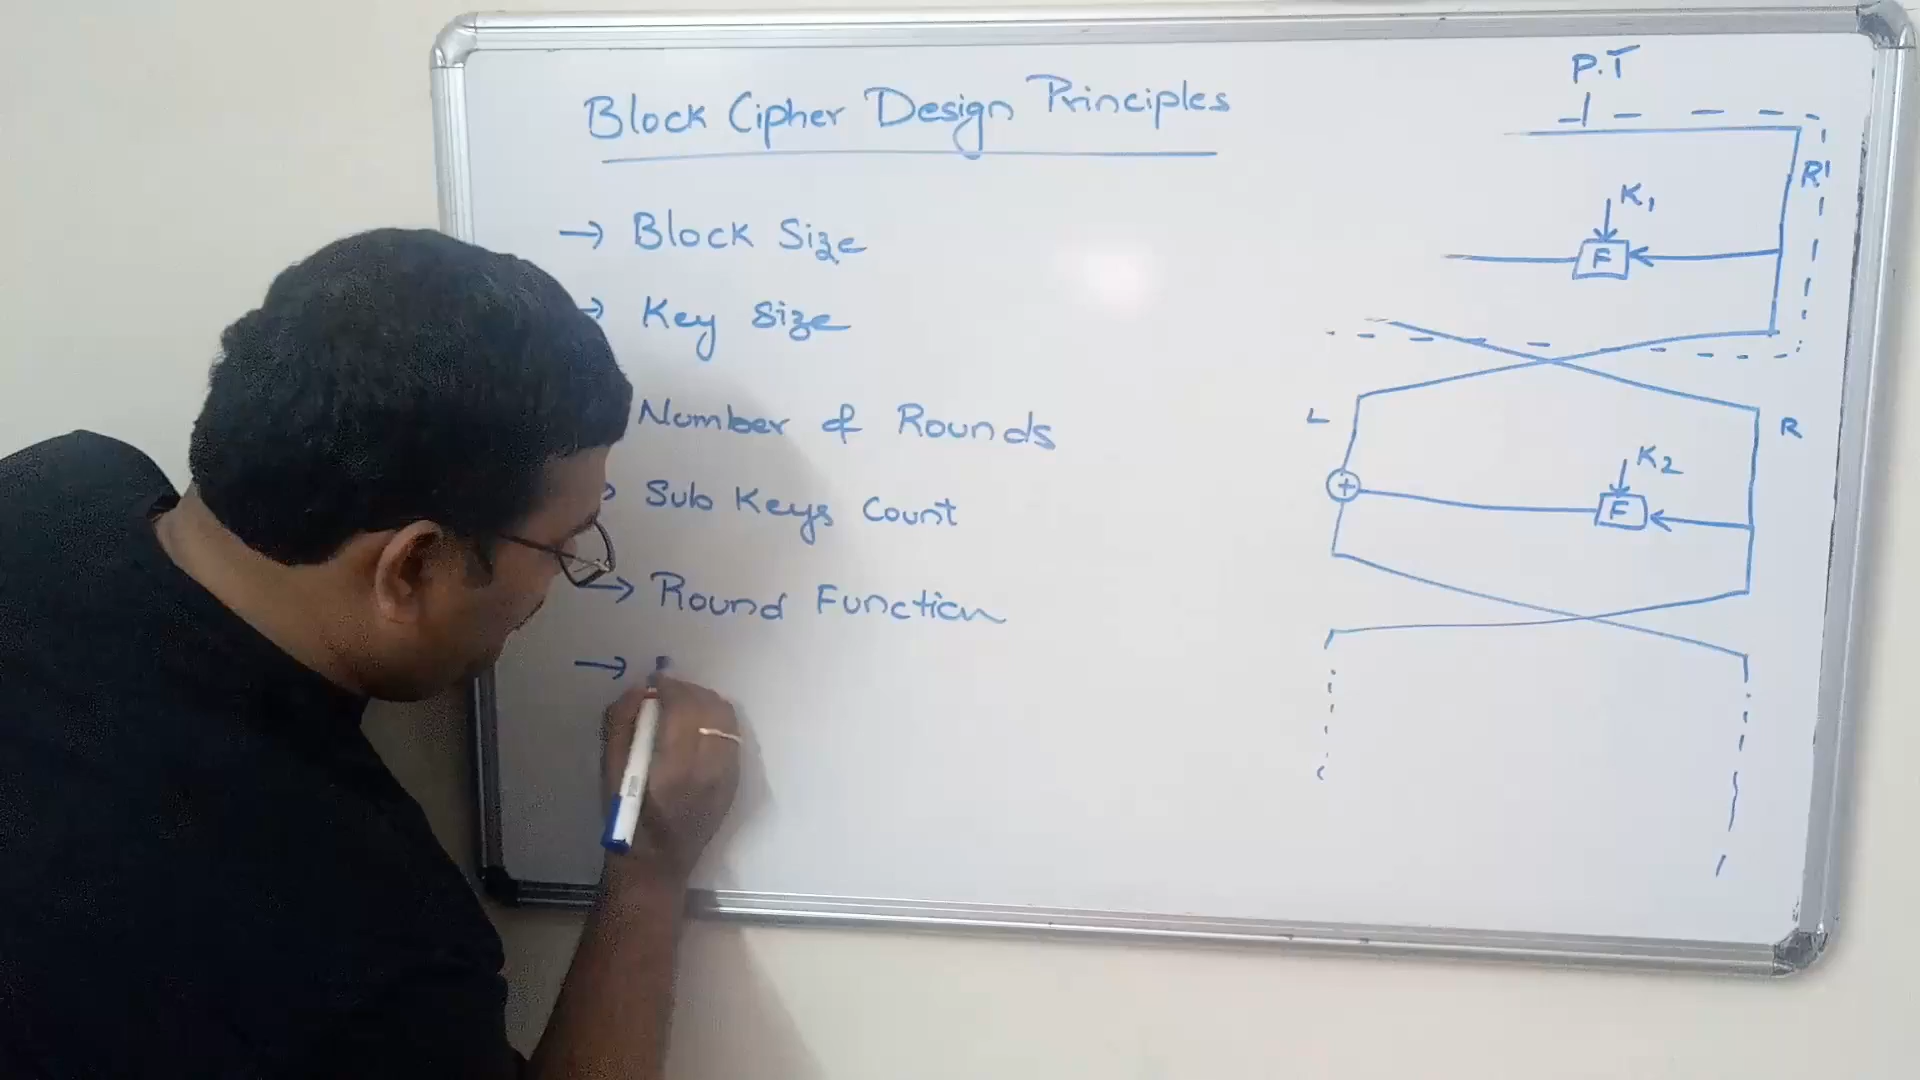 Block Cipher Design Principles
→ Block Size
→ Key Size
Number of Rounds
→ Sub Keys Count
→ Round Function
→
P.T
R
K1
F
L
R
K2
+
F